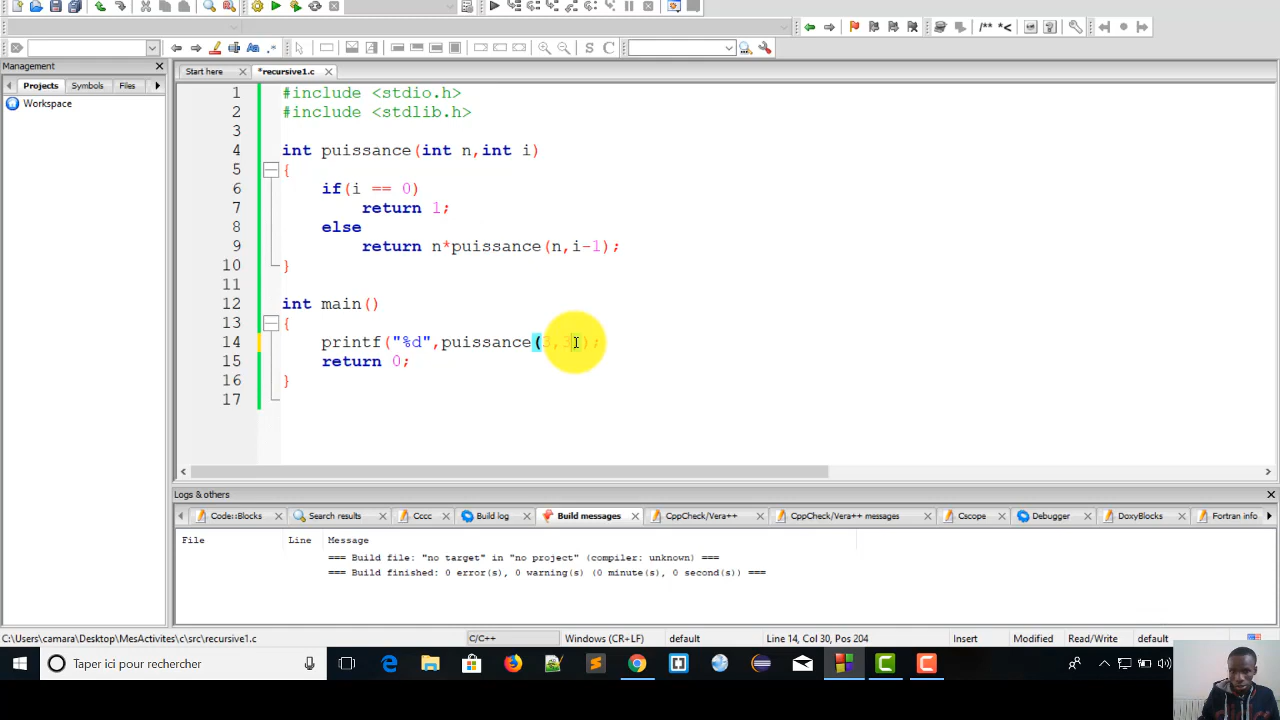 Management
Projects
Symbols
Files
Workspace
Start here
*recursive1.c
1 #include <stdio.h>
2 #include <stdlib.h>
3
4 int puissance(int n,int i)
5 {
6 if(i == 0)
7 return 1;
8 else
9 return n*puissance(n,i-1);
10 }
11
12 int main()
13 {
14 printf("%d",puissance(3,3));
15 return 0;
16 }
17
Logs & others
Code::Blocks
Search results
Cccc
Build log
Build messages
CppCheck/Vera++
CppCheck/Vera++ messages
Cscope
Debugger
DoxyBlocks
Fortran info
File Line Message
=== Build file: "no target" in "no project" (compiler: unknown) ===
=== Build finished: 0 error(s), 0 warning(s) (0 minute(s), 0 second(s)) ===
C:\Users\camara\Desktop\MesActivites\c\src\recursive1.c C/C++ Windows (CR+LF) default Line 14, Col 30, Pos 204 Insert Modified Read/Write default
Taper ici pou rechercher